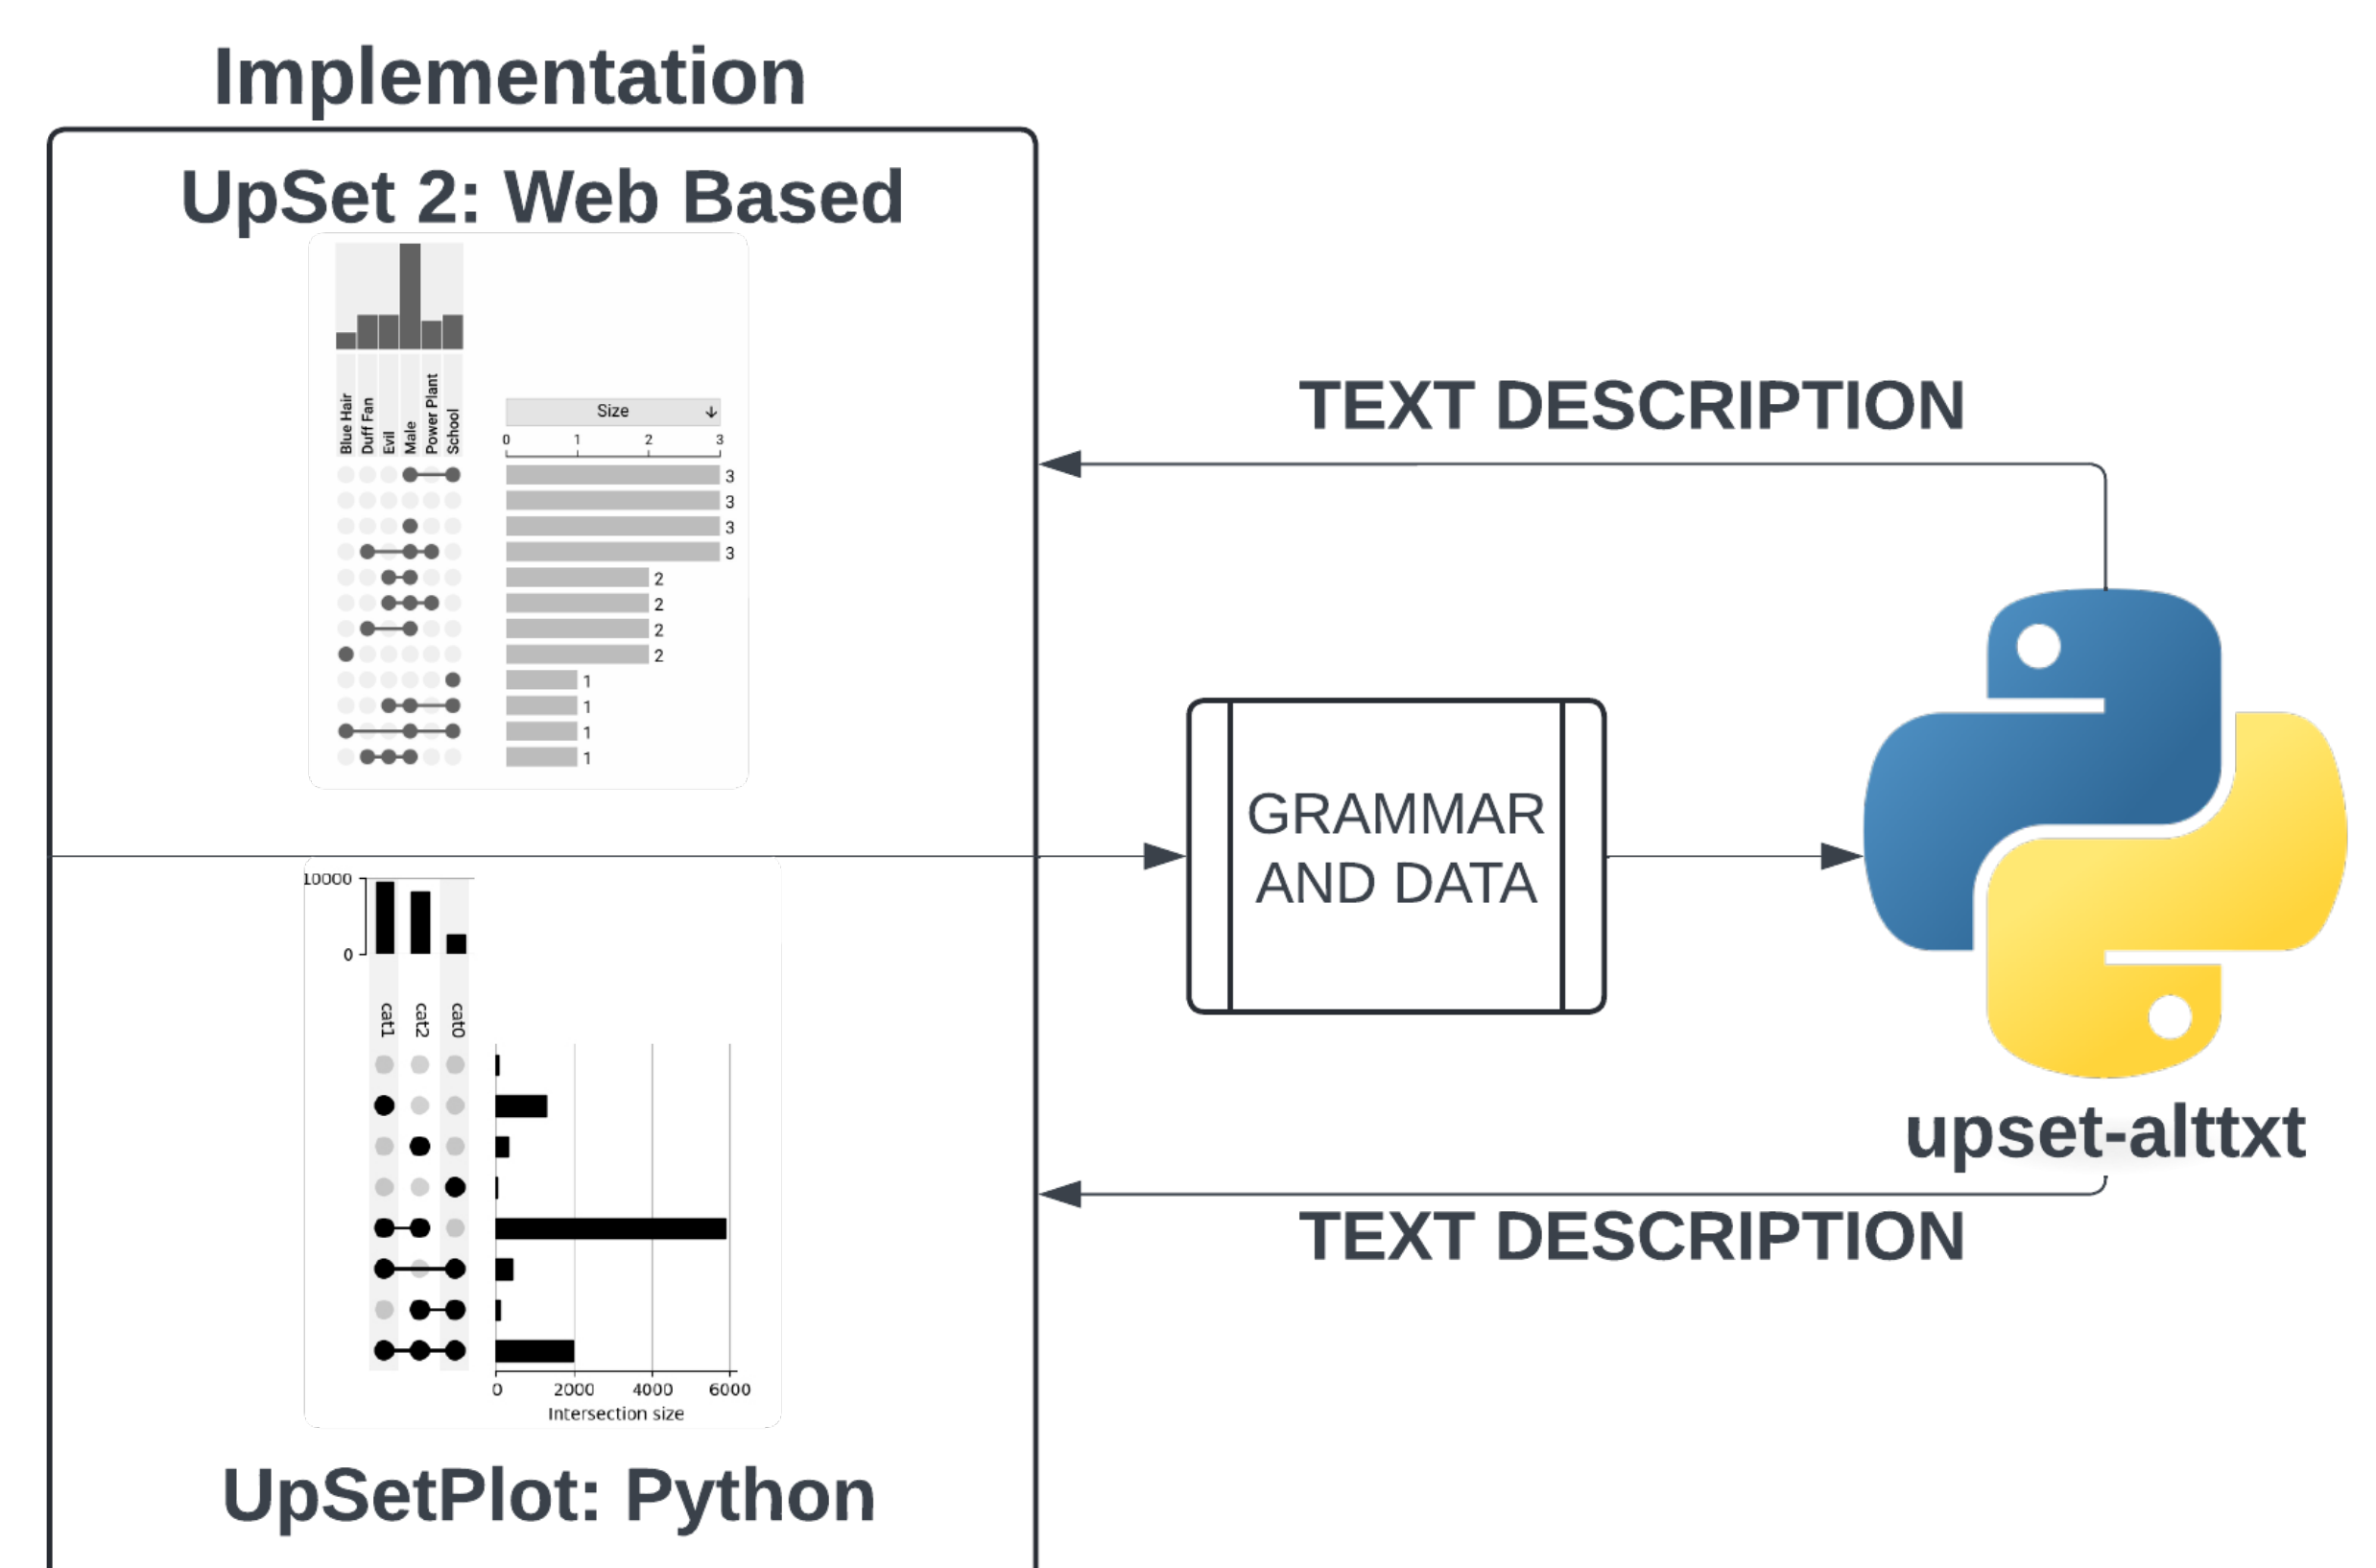 Implementation
UpSet 2: Web Based
Blue Hair
Duff Fan
Evil
Male
Power Plant
School
Size
0 1 2 3
3
3
3
3
2
2
2
2
1
1
1
1
10000
0
cat1
cat2
cat0
0 2000 4000 6000
Intersection size
UpSetPlot: Python
TEXT DESCRIPTION
GRAMMAR
AND DATA
upset-alttxt
TEXT DESCRIPTION